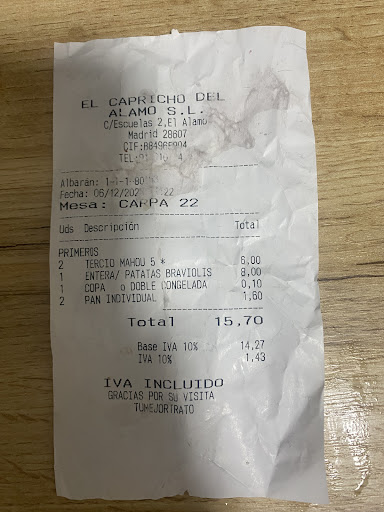 EL CAPRICHO DEL
ALAMO S.L.
C/Escuelas 2,El Alamo
Madrid 28607
Albarán:
Fecha:
Mesa: CARPA 22
Uds Descripción Total
PRIMEROS
2 TERCIO MAHOU 5 * 6,00
1 ENTERA/ PATATAS BRAVIOLIS 8,00
1 COPA o DOBLE CONGELADA 0,10
2 PAN INDIVIDUAL 1,60
Total 15,70
Base IVA 10% 14,27
IVA 10% 1,43
IVA INCLUIDO
GRACIAS POR SU VISITA
TUMEJORTRATO